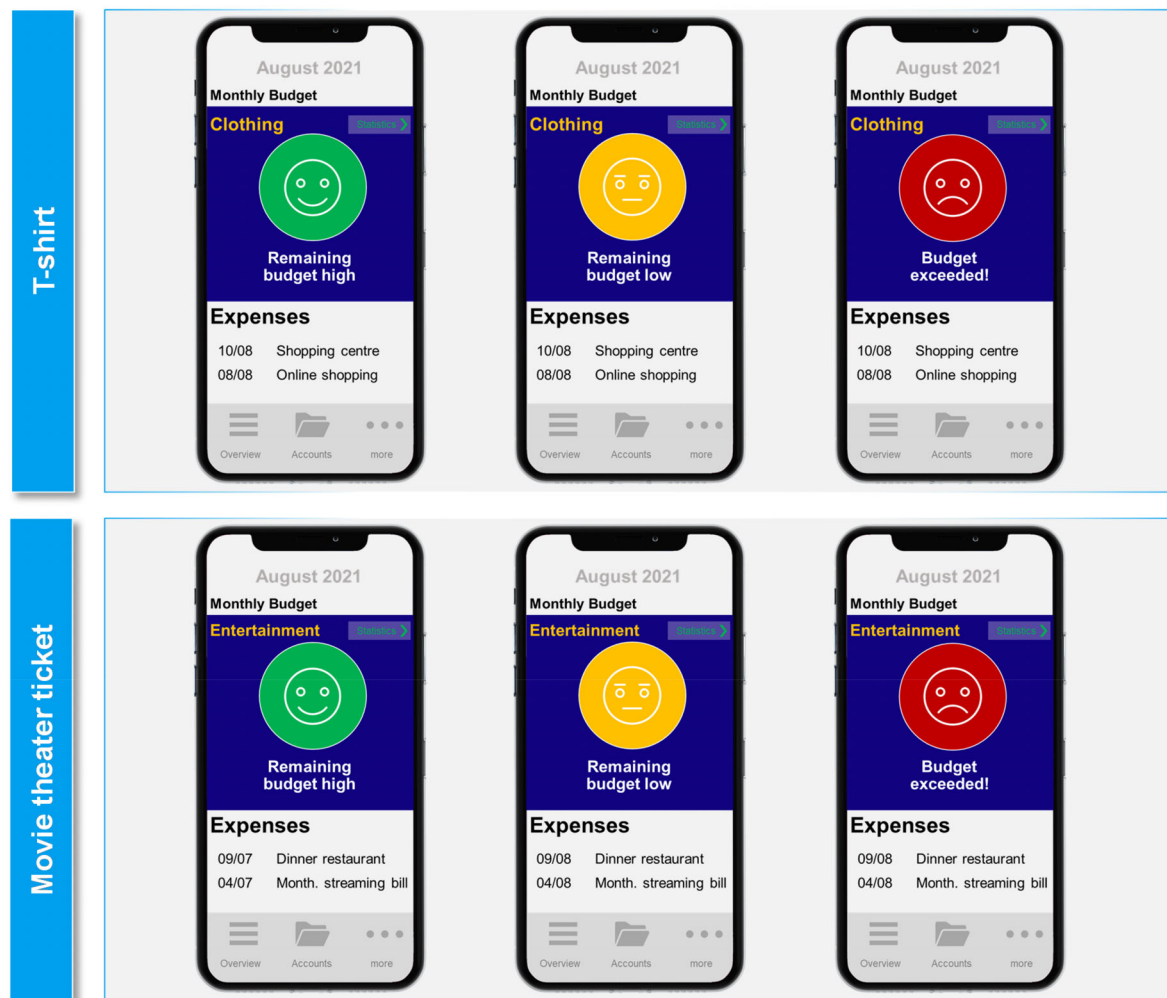 T-shirt
August 2021
Monthly Budget
Clothing Statistics ❯
Remaining
budget high
Expenses
10/08 Shopping centre
08/08 Online shopping
Overview Accounts more
August 2021
Monthly Budget
Clothing Statistics ❯
Remaining
budget low
Expenses
10/08 Shopping centre
08/08 Online shopping
Overview Accounts more
August 2021
Monthly Budget
Clothing Statistics ❯
Budget
exceeded!
Expenses
10/08 Shopping centre
08/08 Online shopping
Overview Accounts more
Movie theater ticket
August 2021
Monthly Budget
Entertainment Statistics ❯
Remaining
budget high
Expenses
09/07 Dinner restaurant
04/07 Month. streaming bill
Overview Accounts more
August 2021
Monthly Budget
Entertainment Statistics ❯
Remaining
budget low
Expenses
09/08 Dinner restaurant
04/08 Month. streaming bill
Overview Accounts more
August 2021
Monthly Budget
Entertainment Statistics ❯
Budget
exceeded!
Expenses
09/08 Dinner restaurant
04/08 Month. streaming bill
Overview Accounts more